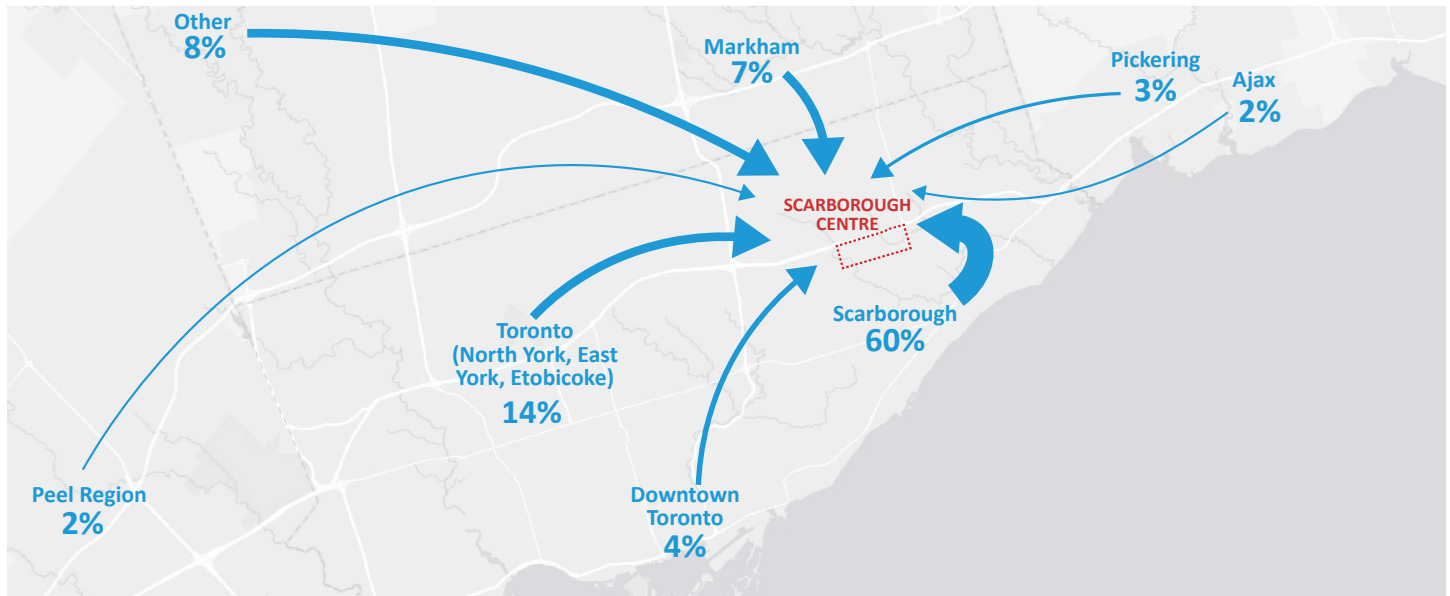 Other
8%
Markham
7%
Pickering
3%
Ajax
2%
SCARBOROUGH
CENTRE
Scarborough
60%
Toronto
(North York, East
York, Etobicoke)
14%
Peel Region
2%
Downtown
Toronto
4%